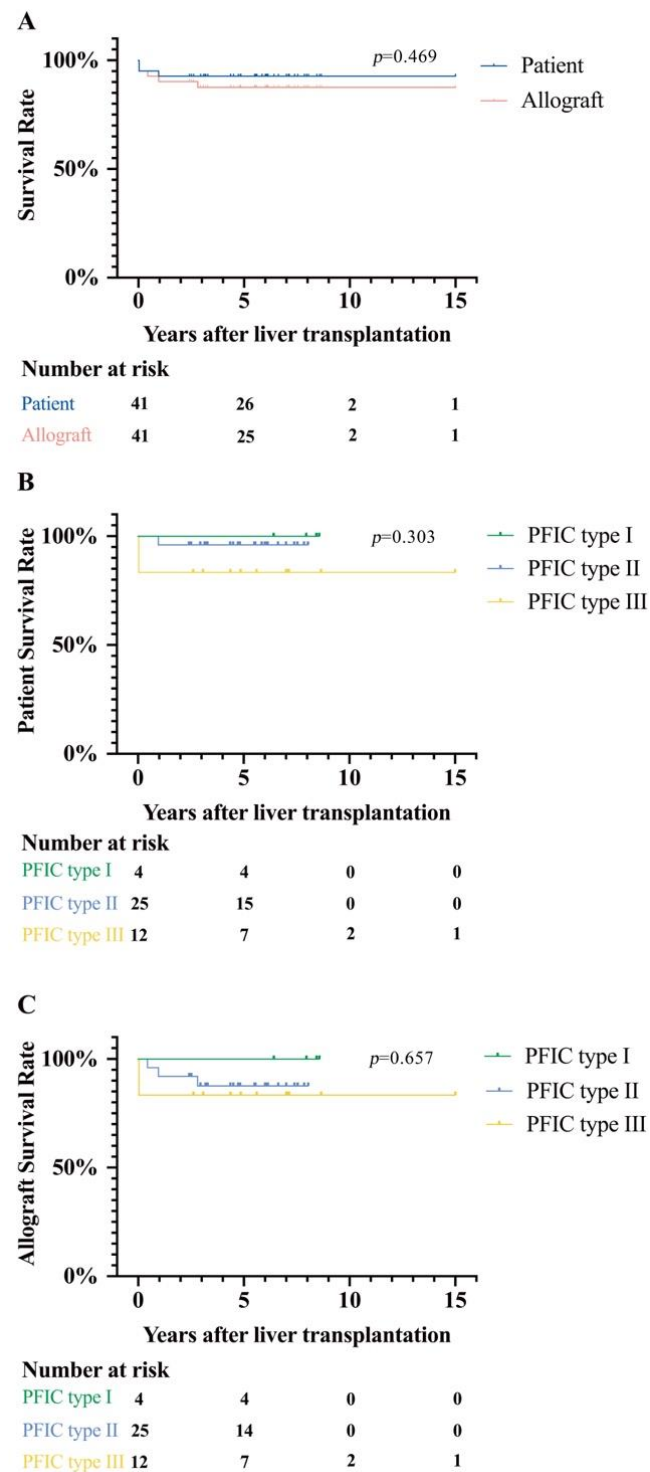 A
100%
50%
0%
Survival Rate
p=0.469
Patient
Allograft
0 5 10 15
Years after liver transplantation
Number at risk
Patient 41 26 2 1
Allograft 41 25 2 1
B
100%
50%
0%
Patient Survival Rate
p=0.303
PFIC type I
PFIC type II
PFIC type III
0 5 10 15
Years after liver transplantation
Number at risk
PFIC type I 4 4 0 0
PFIC type II 25 15 0 0
PFIC type III 12 7 2 1
C
100%
50%
0%
Allograft Survival Rate
p=0.657
PFIC type I
PFIC type II
PFIC type III
0 5 10 15
Years after liver transplantation
Number at risk
PFIC type I 4 4 0 0
PFIC type II 25 14 0 0
PFIC type III 12 7 2 1